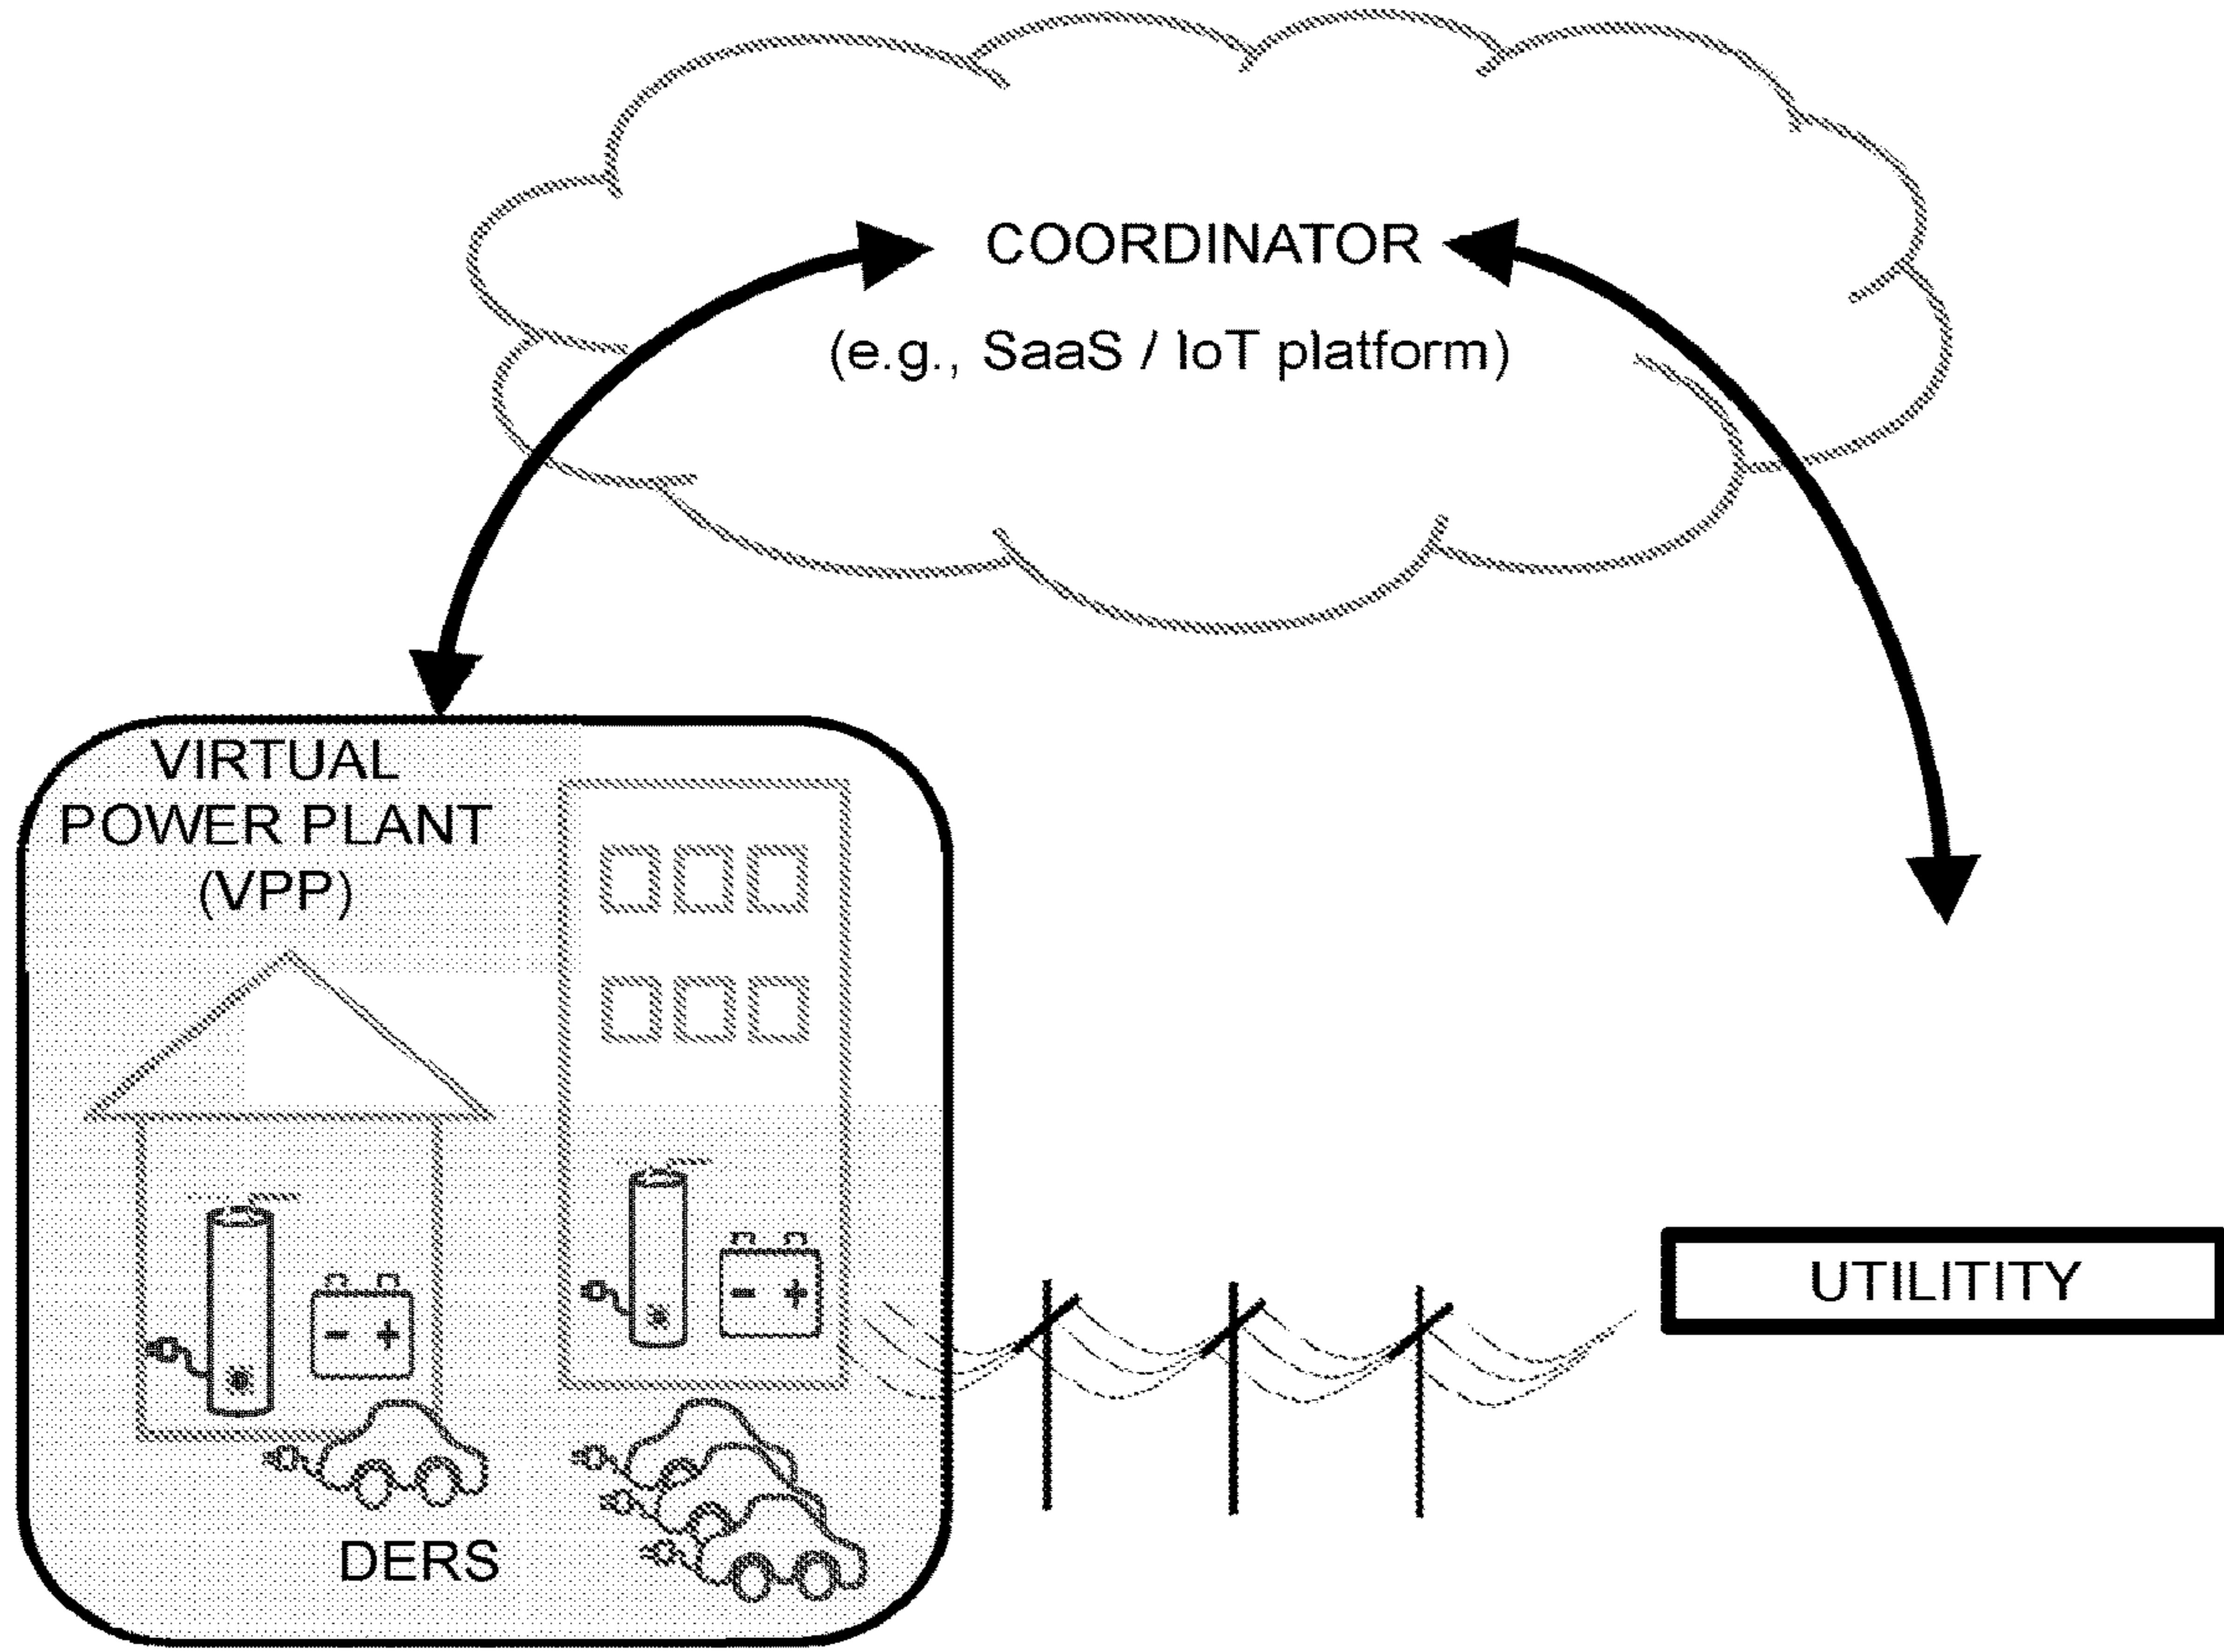 COORDINATOR
(e.g., SaaS / IoT platform)
VIRTUAL
POWER PLANT
(VPP)
- +
- +
UTILITITY
DERS